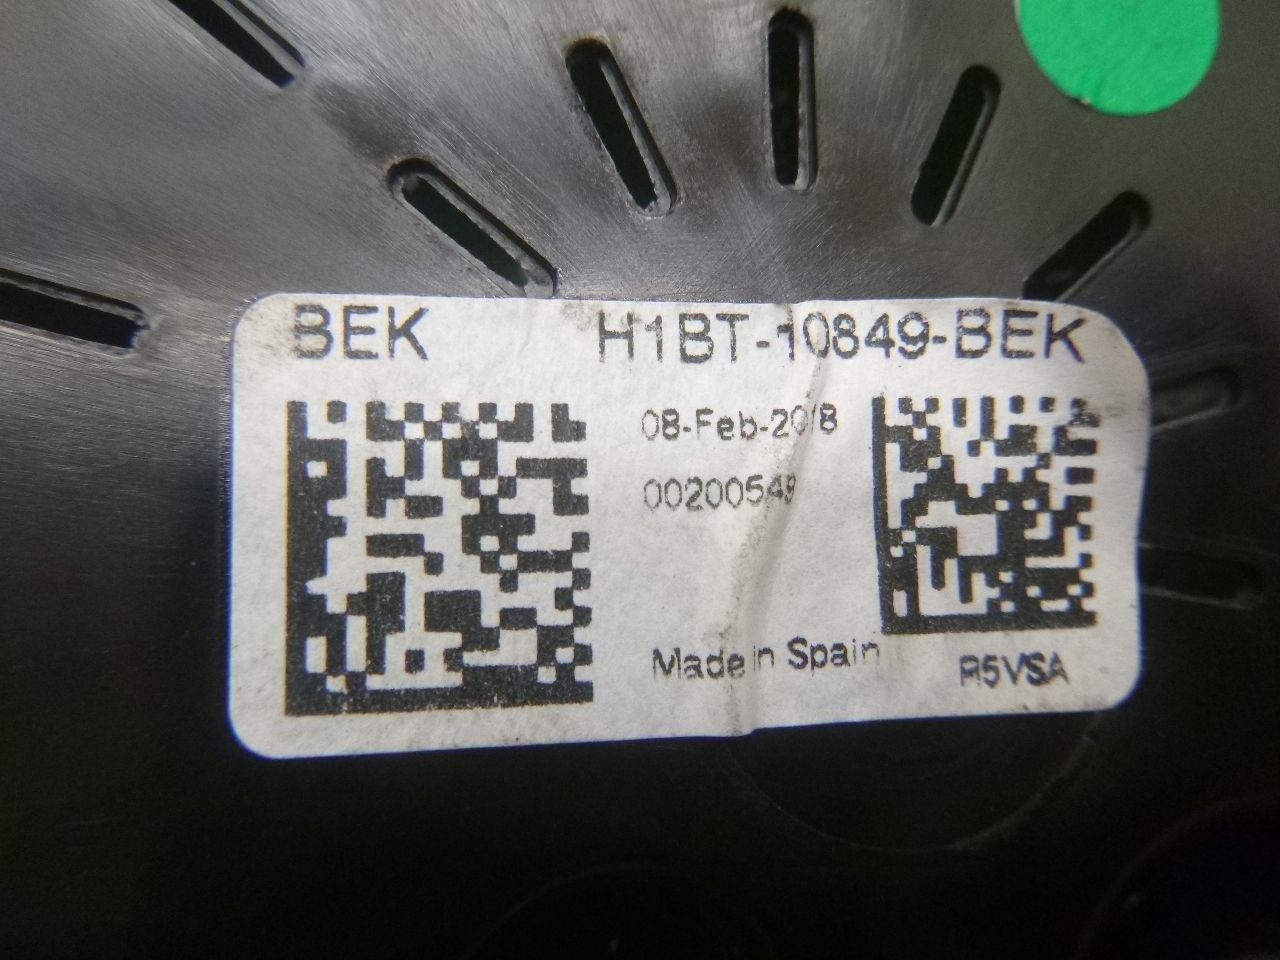 BEK H1BT-10849-BEK
08-Feb-2018
00200549
Made in Spain
R5VSA